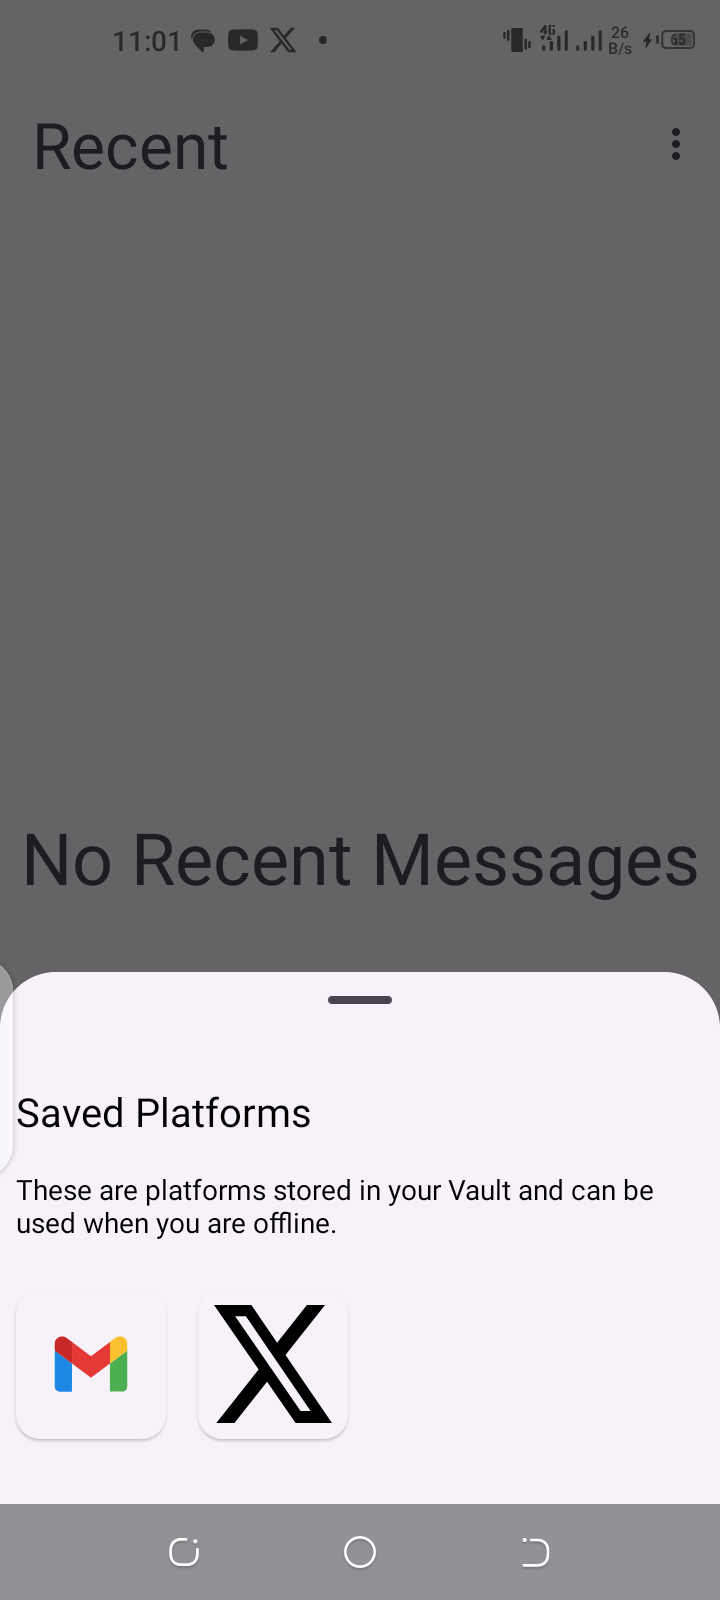 11:01
4G
26
B/s
65
Recent
No Recent Messages
Saved Platforms
These are platforms stored in your Vault and can be
used when you are offline.